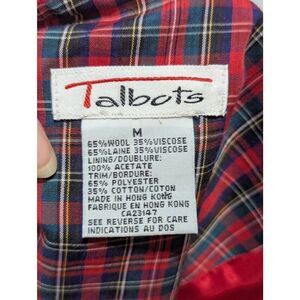 Talbots
M
65%WOOL 35%VISCOSE
65%LAINE 35%VISCOSE
LINING/DOUBLURE:
100% ACETATE
TRIM/BORDURE:
65% POLYESTER
35% COTTON/COTON
MADE IN HONG KONG
FABRIQUE EN HONG KONG
CA23147
SEE REVERSE FOR CARE
INDICATIONS AU DOS